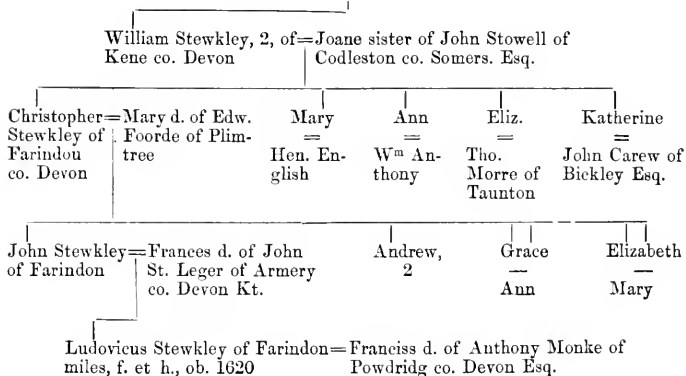 William Stewkley, 2, of=Joane sister of John Stowell of
Kene co. Devon Codleston co. Somers. Esq.
Christopher=Mary d. of Edw. Mary Ann Eliz. Katherine
Stewkley of Foorde of Plim- = = = =
Farindou tree Hen. En- Wᵐ An- Tho. John Carew of
co. Devon glish thony Morre of Bickley Esq.
Taunton
John Stewkley=Frances d. of John Andrew, Grace Elizabeth
of Farindon St. Leger of Armery 2 — —
co. Devon Kt. Ann Mary
Ludovicus Stewkley of Farindon=Franciss d. of Anthony Monke of
miles, f. et h., ob. 1620 Powdridg co. Devon Esq.